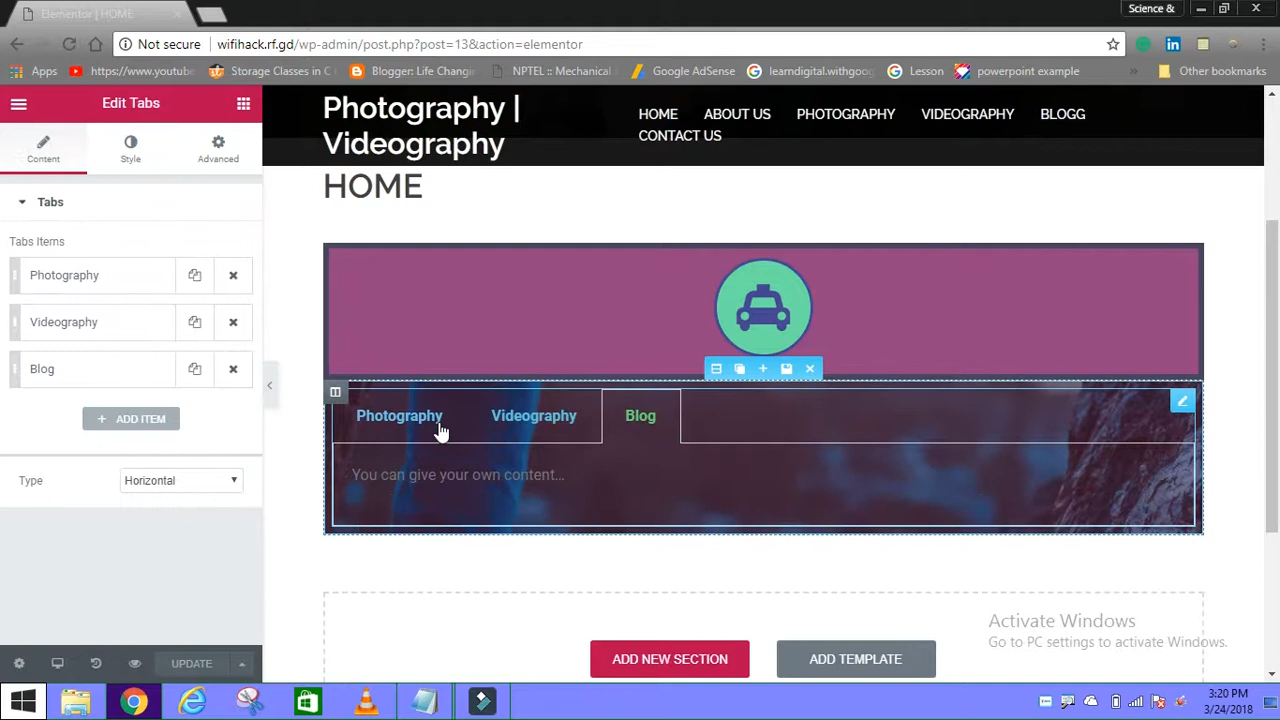 Elementor | HOME
Science &
Not secure
wifihack.rf.gd/wp-admin/post.php?post=13&action=elementor
Apps
https://www.youtube
Storage Classes in C
Blogger: Life Changi
NPTEL :: Mechanical
Google AdSense
learndigital.withgoog
Lesson
powerpoint example
Other bookmarks
Edit Tabs
Content
Style
Advanced
Tabs
Tabs Items
Photography
Videography
Blog
ADD ITEM
Type
Horizontal
UPDATE
Photography |
Videography
HOME
ABOUT US
PHOTOGRAPHY
VIDEOGRAPHY
BLOGG
CONTACT US
HOME
Photography
Videography
Blog
You can give your own content...
ADD NEW SECTION
ADD TEMPLATE
Activate Windows
Go to PC settings to activate Windows.
3:20 PM
3/24/2018